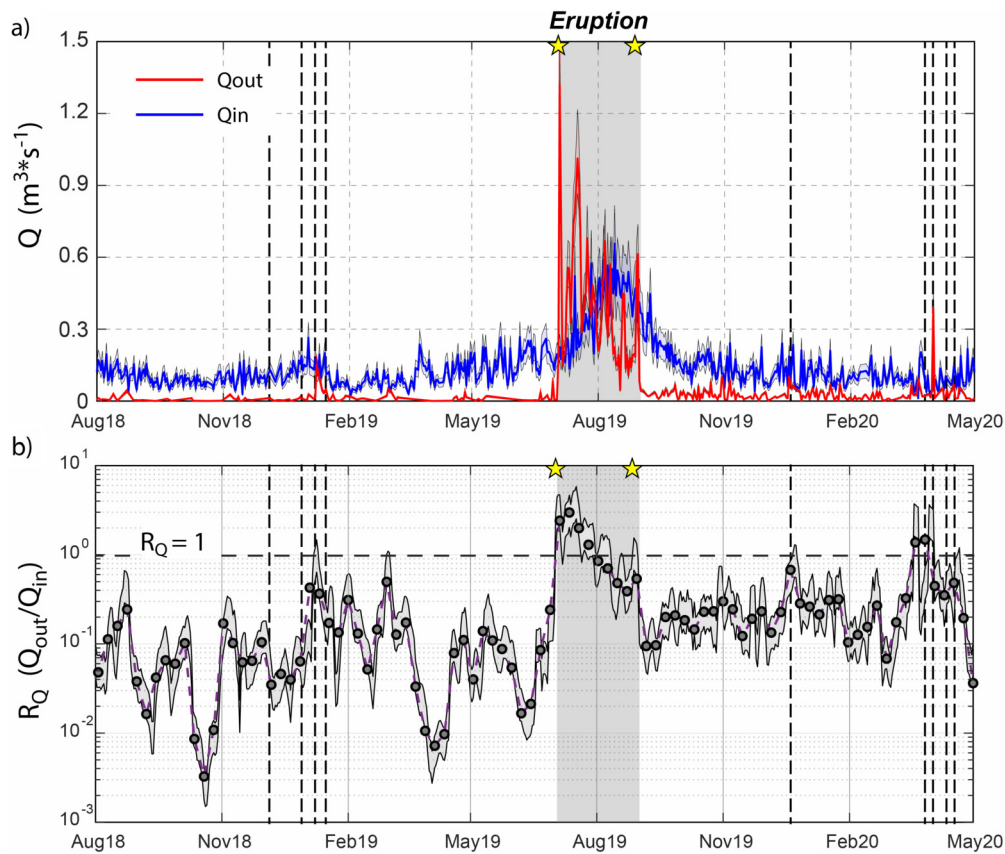 Eruption
a)
1.5
1.2
0.9
0.6
0.3
0
Q (m³*s⁻¹)
Qout
Qin
Aug18 Nov18 Feb19 May19 Aug19 Nov19 Feb20 May20
b)
10¹
10⁰
10⁻¹
10⁻²
10⁻³
R_Q (Q_out/Q_in)
R_Q = 1
Aug18 Nov18 Feb19 May19 Aug19 Nov19 Feb20 May20